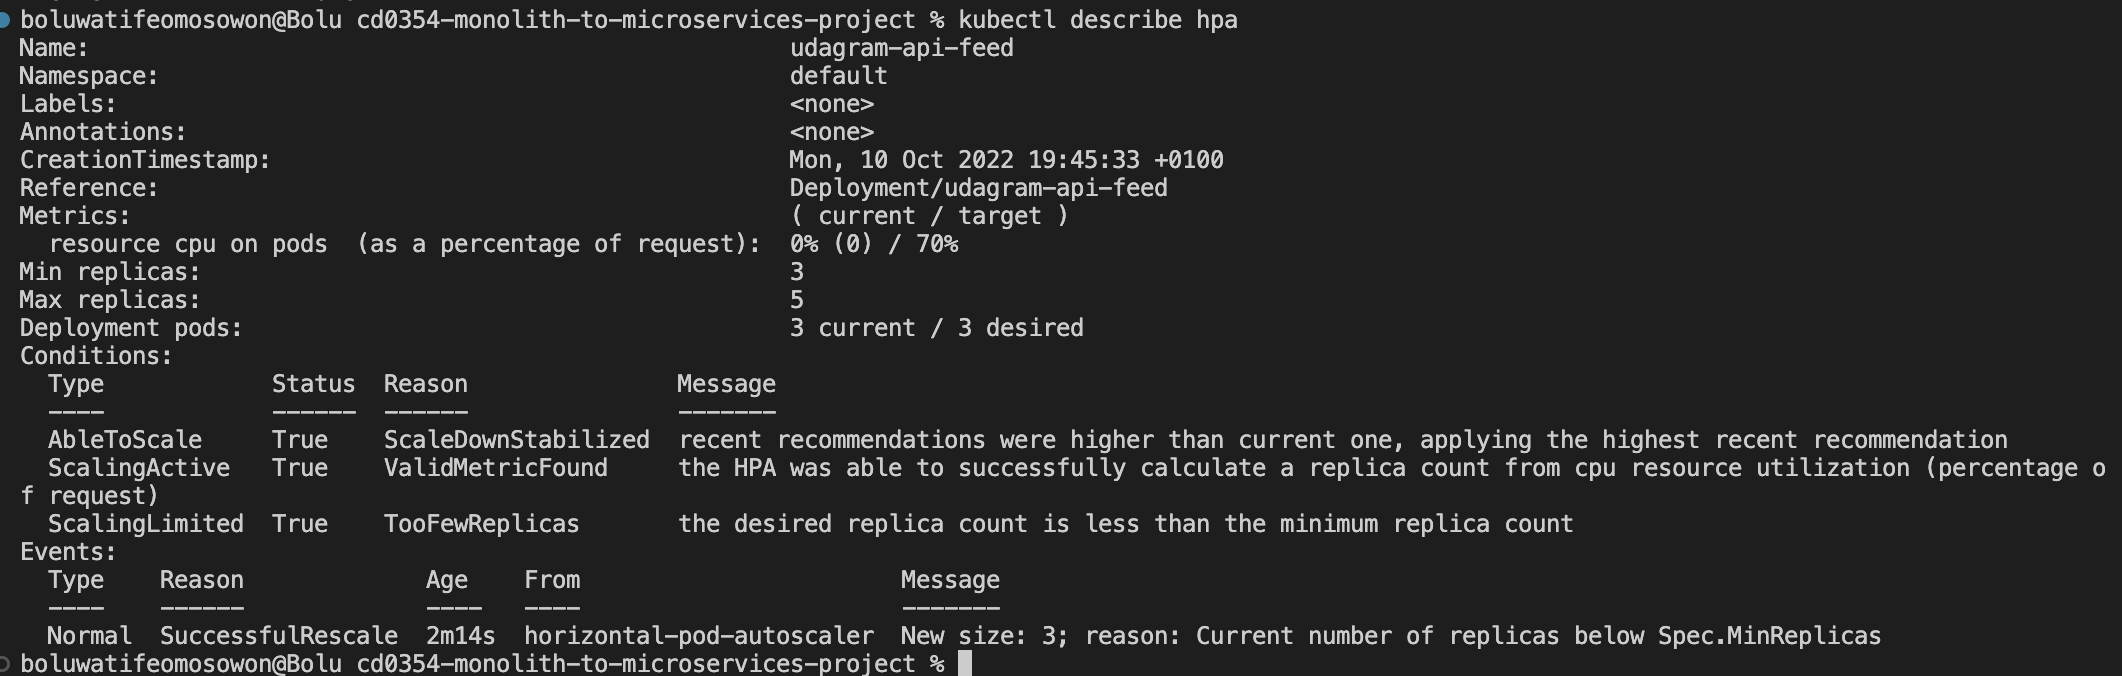 boluwatifeomosowon@Bolu cd0354-monolith-to-microservices-project % kubectl describe hpa
Name:                                                  udagram-api-feed
Namespace:                                             default
Labels:                                                <none>
Annotations:                                           <none>
CreationTimestamp:                                     Mon, 10 Oct 2022 19:45:33 +0100
Reference:                                             Deployment/udagram-api-feed
Metrics:                                               ( current / target )
  resource cpu on pods  (as a percentage of request):  0% (0) / 70%
Min replicas:                                          3
Max replicas:                                          5
Deployment pods:                                       3 current / 3 desired
Conditions:
  Type            Status  Reason               Message
  ----            ------  ------               -------
  AbleToScale     True    ScaleDownStabilized  recent recommendations were higher than current one, applying the highest recent recommendation
  ScalingActive   True    ValidMetricFound     the HPA was able to successfully calculate a replica count from cpu resource utilization (percentage o
f request)
  ScalingLimited  True    TooFewReplicas       the desired replica count is less than the minimum replica count
Events:
  Type    Reason             Age    From                       Message
  ----    ------             ----   ----                       -------
  Normal  SuccessfulRescale  2m14s  horizontal-pod-autoscaler  New size: 3; reason: Current number of replicas below Spec.MinReplicas
boluwatifeomosowon@Bolu cd0354-monolith-to-microservices-project %